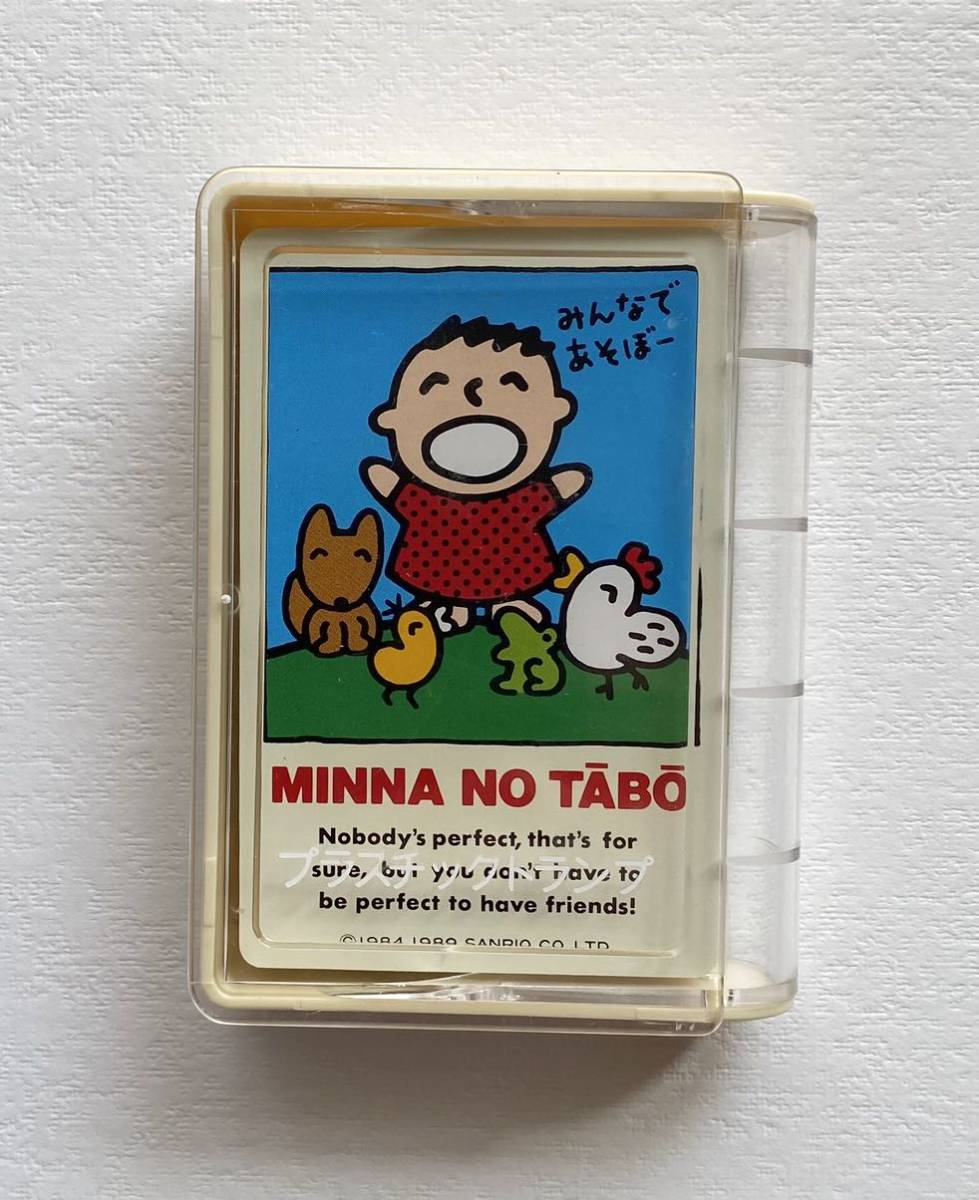 みんなで
あそぼー
MINNA NO TĀBŌ
Nobody's perfect, that's for
プラスチックトランプ
sure, but you don't have to
be perfect to have friends!
©1984,1989 SANRIO CO.,LTD.